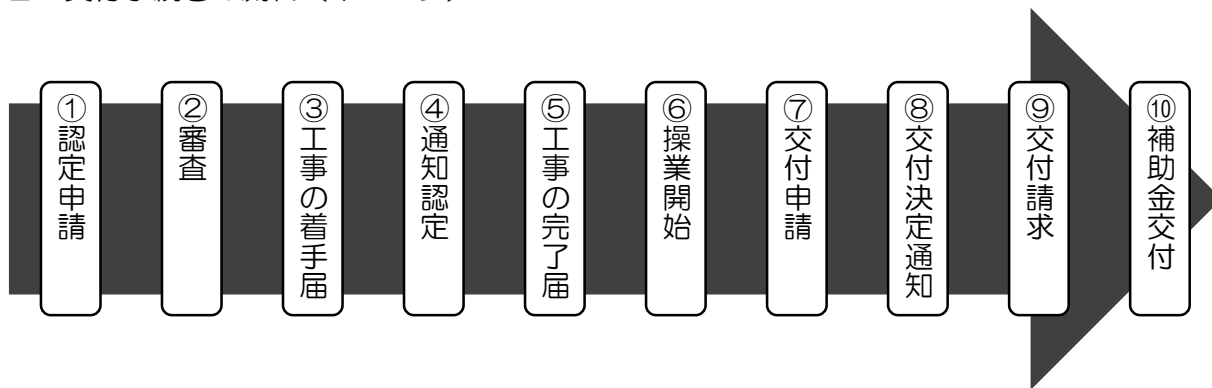 ①認定申請
②審査
③工事の着手届
④通知認定
⑤工事の完了届
⑥操業開始
⑦交付申請
⑧交付決定通知
⑨交付請求
⑩補助金交付